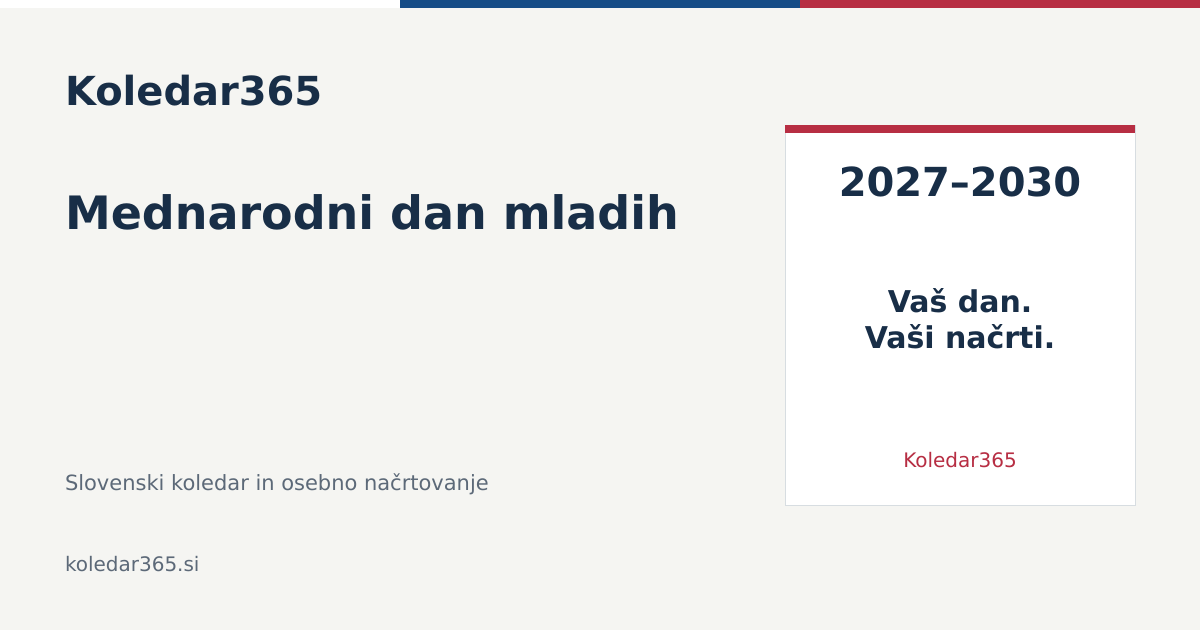 Koledar365
Mednarodni dan mladih
Slovenski koledar in osebno načrtovanje
koledar365.si
2027–2030
Vaš dan.
Vaši načrti.
Koledar365